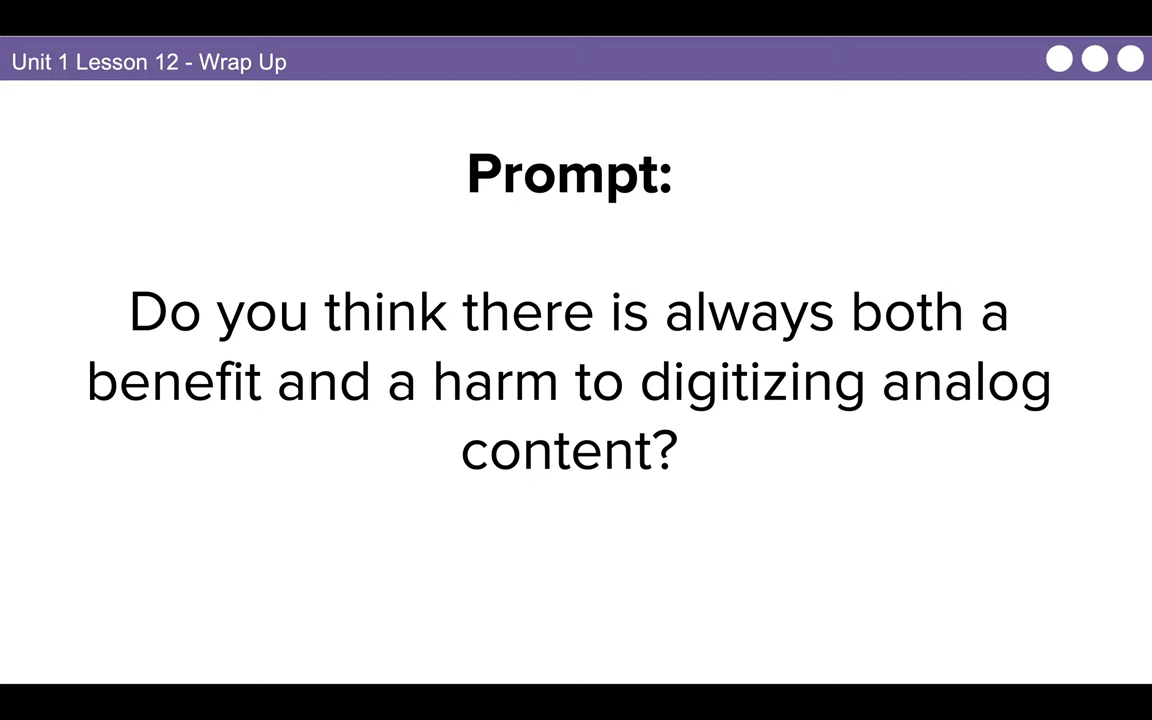 Unit 1 Lesson 12 - Wrap Up
Prompt:
Do you think there is always both a
benefit and a harm to digitizing analog
content?